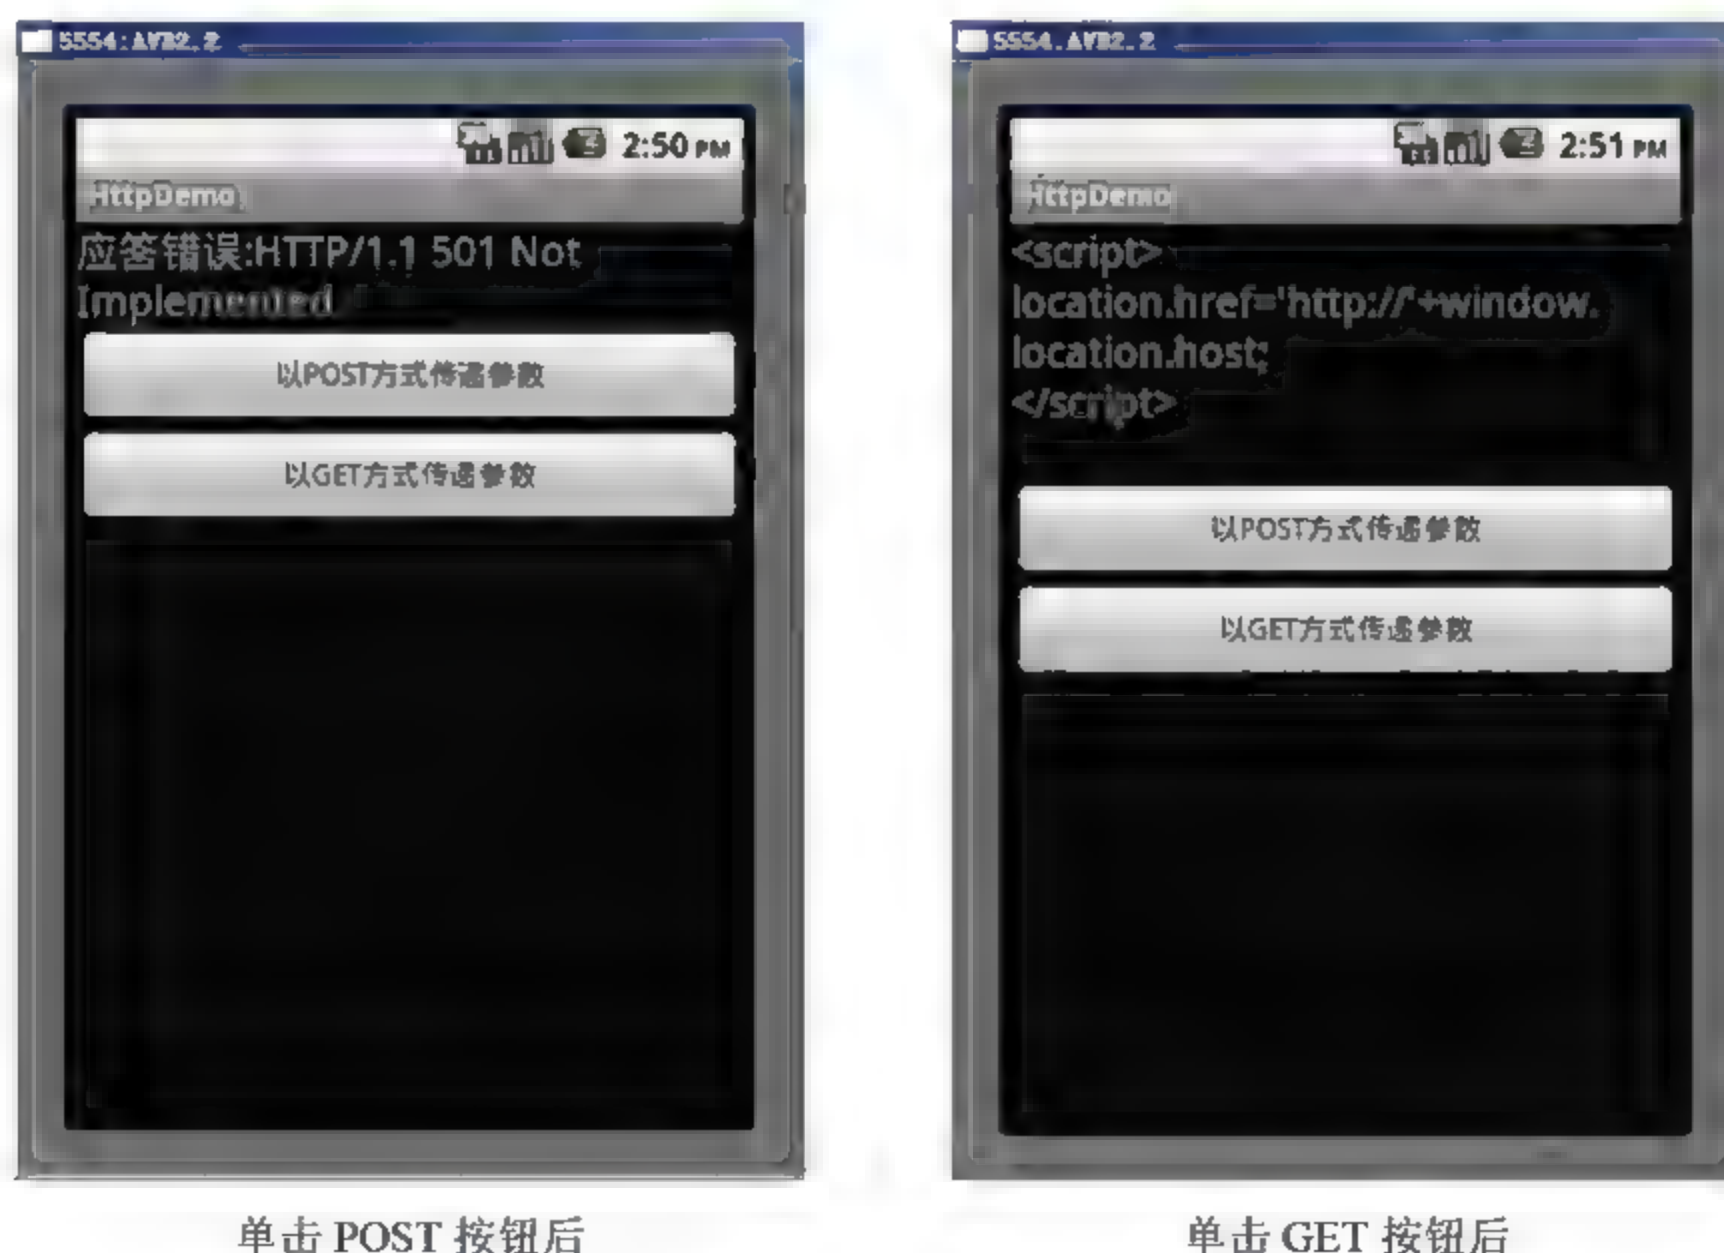 5554:AVD2.2
2:50 PM
HttpDemo
应答错误:HTTP/1.1 501 Not
Implemented
以POST方式传递参数
以GET方式传递参数
单击 POST 按钮后
5554:AVD2.2
2:51 PM
HttpDemo
<script>
location.href='http://'+window.
location.host;
</script>
以POST方式传递参数
以GET方式传递参数
单击 GET 按钮后